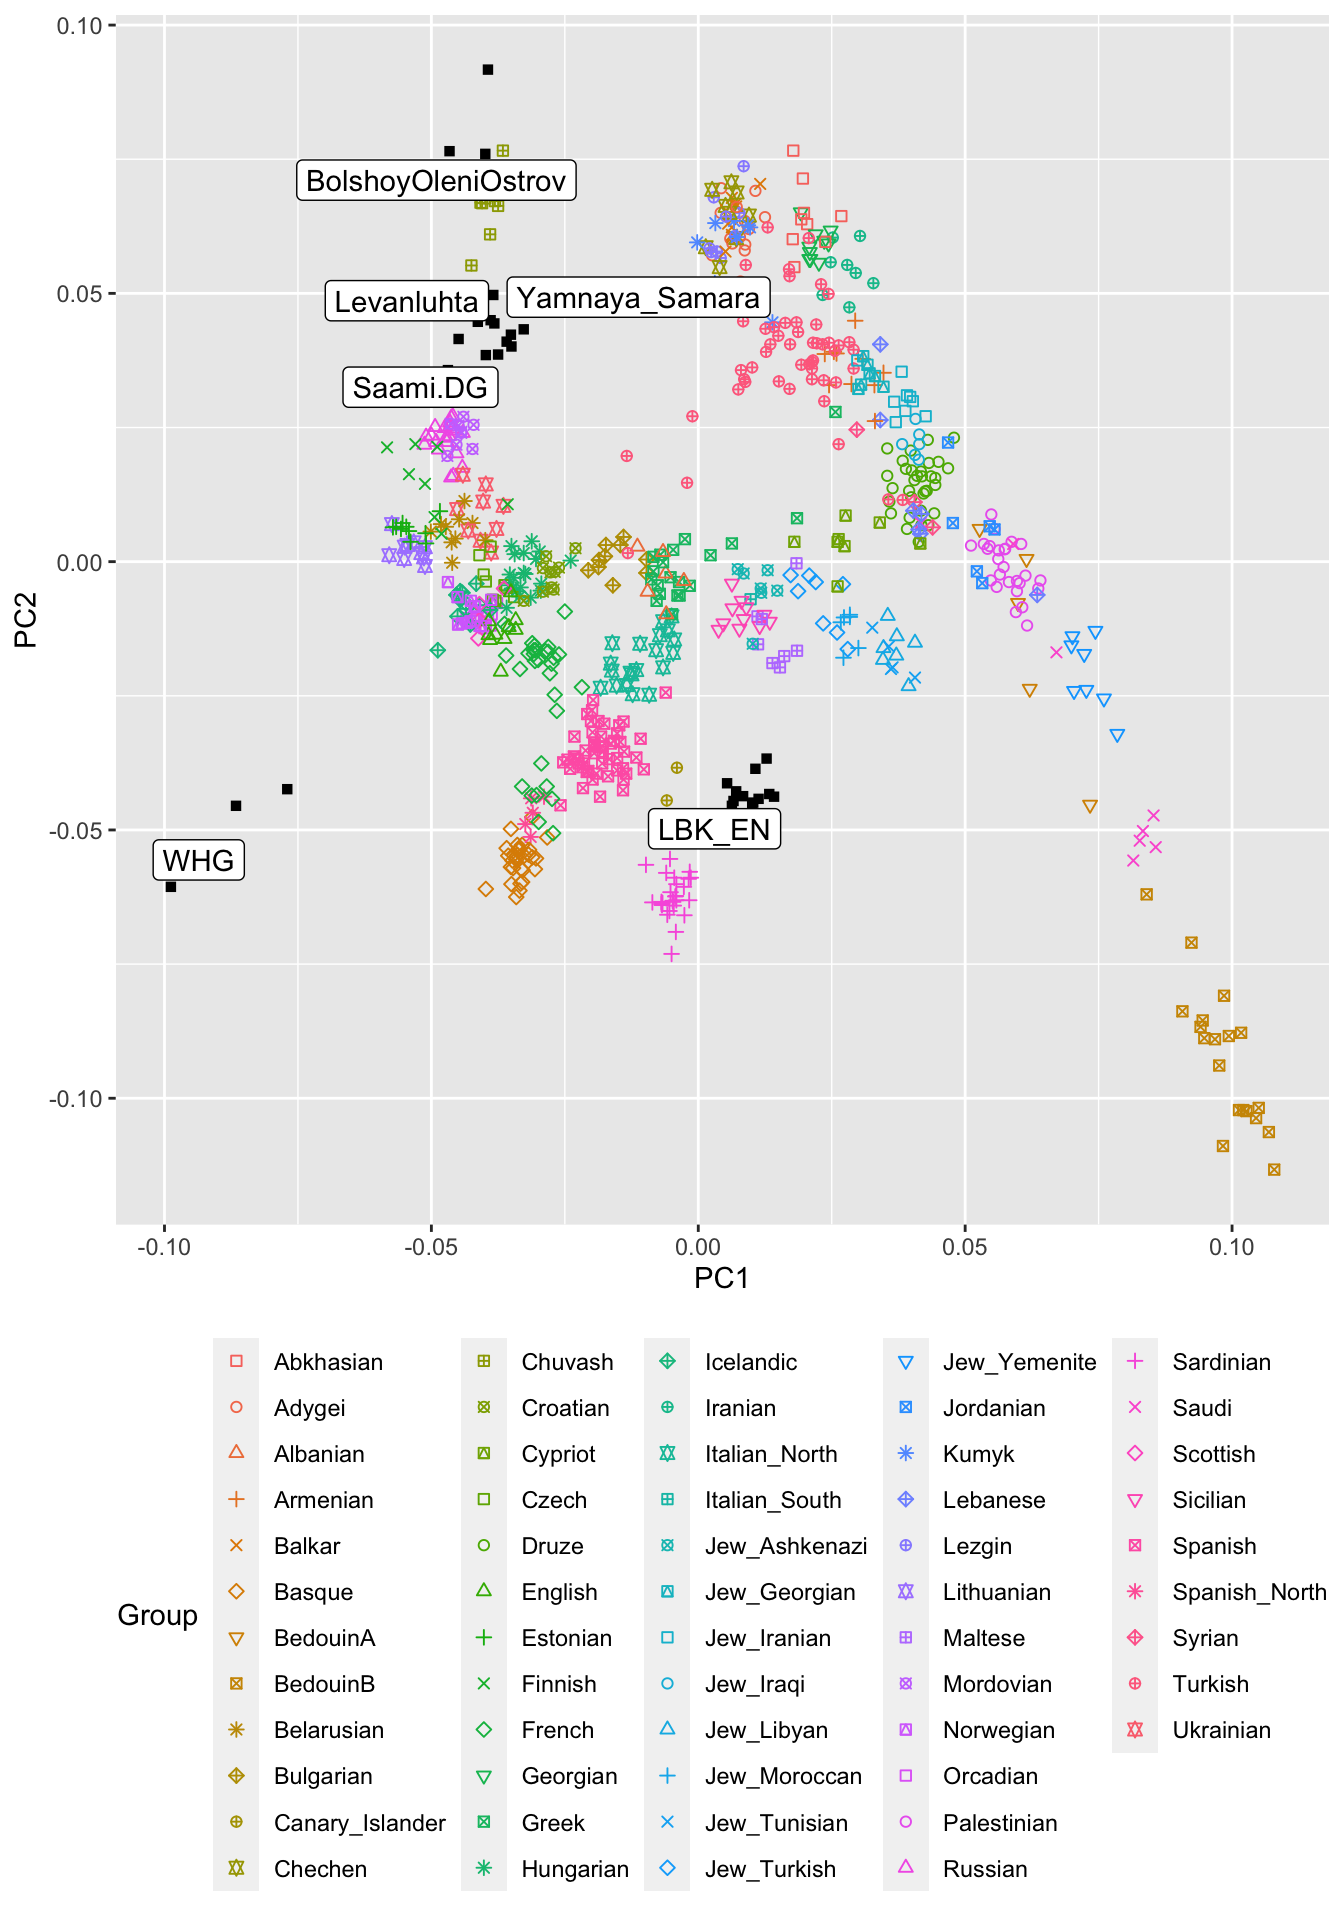 0.10
BolshoyOleniOstrov
0.05
Levanluhta
Yamnaya_Samara
Saami.DG
0.00
PC2
-0.05
LBK_EN
WHG
-0.10
-0.10 -0.05 0.00 0.05 0.10
PC1
Group
Abkhasian
Adygei
Albanian
Armenian
Balkar
Basque
BedouinA
BedouinB
Belarusian
Bulgarian
Canary_Islander
Chechen
Chuvash
Croatian
Cypriot
Czech
Druze
English
Estonian
Finnish
French
Georgian
Greek
Hungarian
Icelandic
Iranian
Italian_North
Italian_South
Jew_Ashkenazi
Jew_Georgian
Jew_Iranian
Jew_Iraqi
Jew_Libyan
Jew_Moroccan
Jew_Tunisian
Jew_Turkish
Jew_Yemenite
Jordanian
Kumyk
Lebanese
Lezgin
Lithuanian
Maltese
Mordovian
Norwegian
Orcadian
Palestinian
Russian
Sardinian
Saudi
Scottish
Sicilian
Spanish
Spanish_North
Syrian
Turkish
Ukrainian